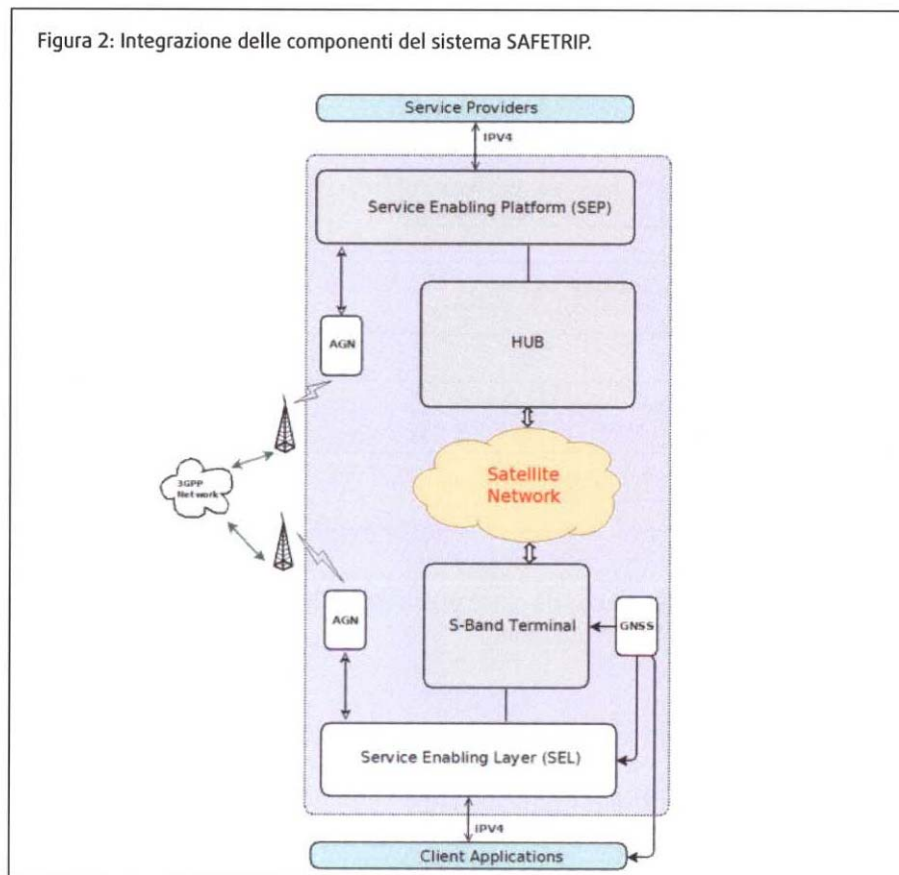 Figura 2: Integrazione delle componenti del sistema SAFETRIP.
Service Providers
IPV4
Service Enabling Platform (SEP)
AGN
HUB
3GPP
Network
Satellite
Network
AGN
S-Band Terminal
GNSS
Service Enabling Layer (SEL)
IPV4
Client Applications